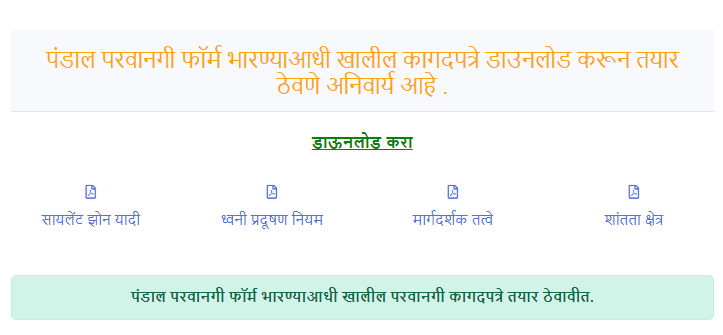 पंडाल परवानगी फॉर्म भारण्याआधी खालील कागदपत्रे डाउनलोड करून तयार
ठेवणे अनिवार्य आहे .
डाऊनलोड करा
सायलेंट झोन यादी
ध्वनी प्रदूषण नियम
मार्गदर्शक तत्वे
शांतता क्षेत्र
पंडाल परवानगी फॉर्म भारण्याआधी खालील परवानगी कागदपत्रे तयार ठेवावीत.